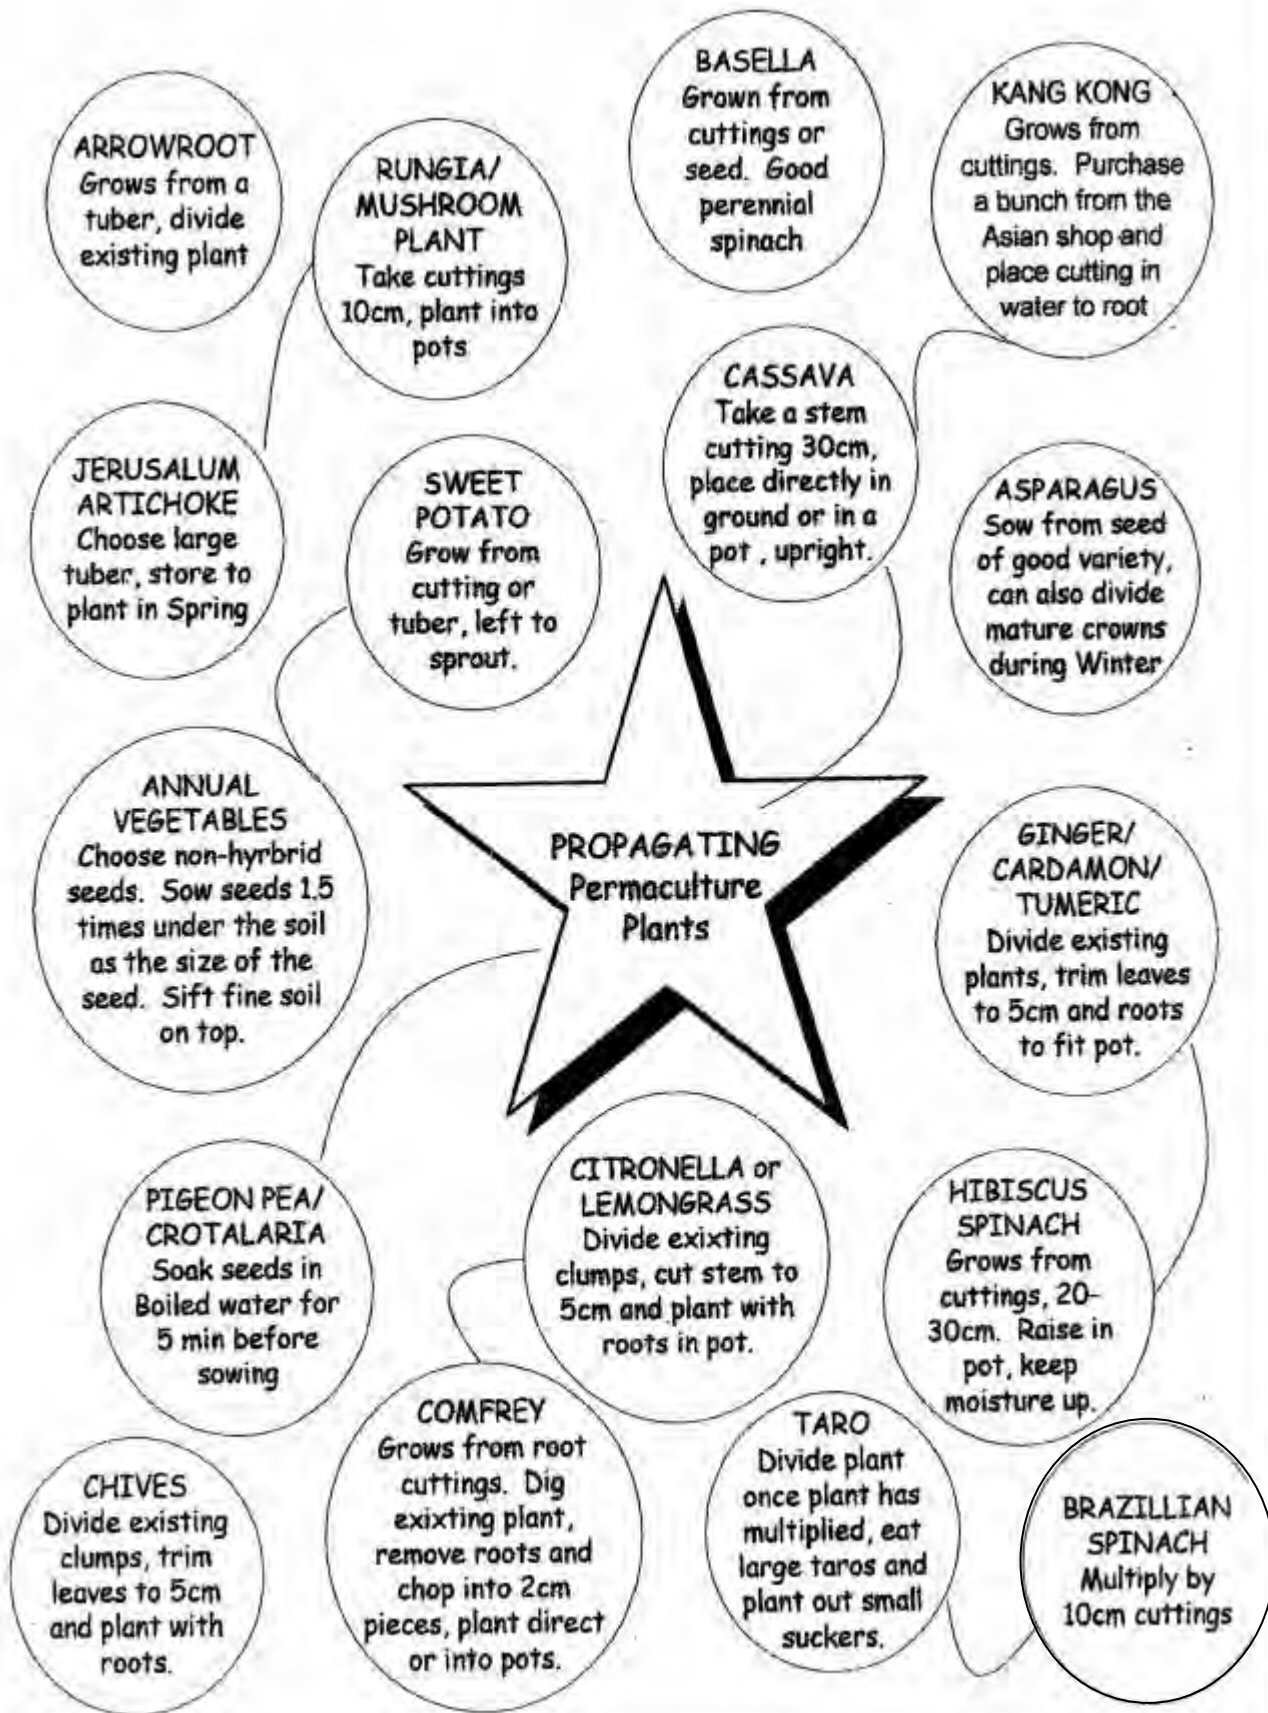 BASELLA
Grown from
cuttings or
seed. Good
perennial
spinach
KANG KONG
Grows from
cuttings. Purchase
a bunch from the
Asian shop and
place cutting in
water to root
ARROWROOT
Grows from a
tuber, divide
existing plant
RUNGIA/
MUSHROOM
PLANT
Take cuttings
10cm, plant into
pots
CASSAVA
Take a stem
cutting 30cm,
place directly in
ground or in a
pot , upright.
JERUSALUM
ARTICHOKE
Choose large
tuber, store to
plant in Spring
SWEET
POTATO
Grow from
cutting or
tuber, left to
sprout.
ASPARAGUS
Sow from seed
of good variety,
can also divide
mature crowns
during Winter
ANNUAL
VEGETABLES
Choose non-hyrbrid
seeds. Sow seeds 1.5
times under the soil
as the size of the
seed. Sift fine soil
on top.
PROPAGATING
Permaculture
Plants
GINGER/
CARDAMON/
TUMERIC
Divide existing
plants, trim leaves
to 5cm and roots
to fit pot.
PIGEON PEA/
CROTALARIA
Soak seeds in
Boiled water for
5 min before
sowing
CITRONELLA or
LEMONGRASS
Divide exixting
clumps, cut stem to
5cm and plant with
roots in pot.
HIBISCUS
SPINACH
Grows from
cuttings, 20-
30cm. Raise in
pot, keep
moisture up.
CHIVES
Divide existing
clumps, trim
leaves to 5cm
and plant with
roots.
COMFREY
Grows from root
cuttings. Dig
exixting plant,
remove roots and
chop into 2cm
pieces, plant direct
or into pots.
TARO
Divide plant
once plant has
multiplied, eat
large taros and
plant out small
suckers.
BRAZILLIAN
SPINACH
Multiply by
10cm cuttings